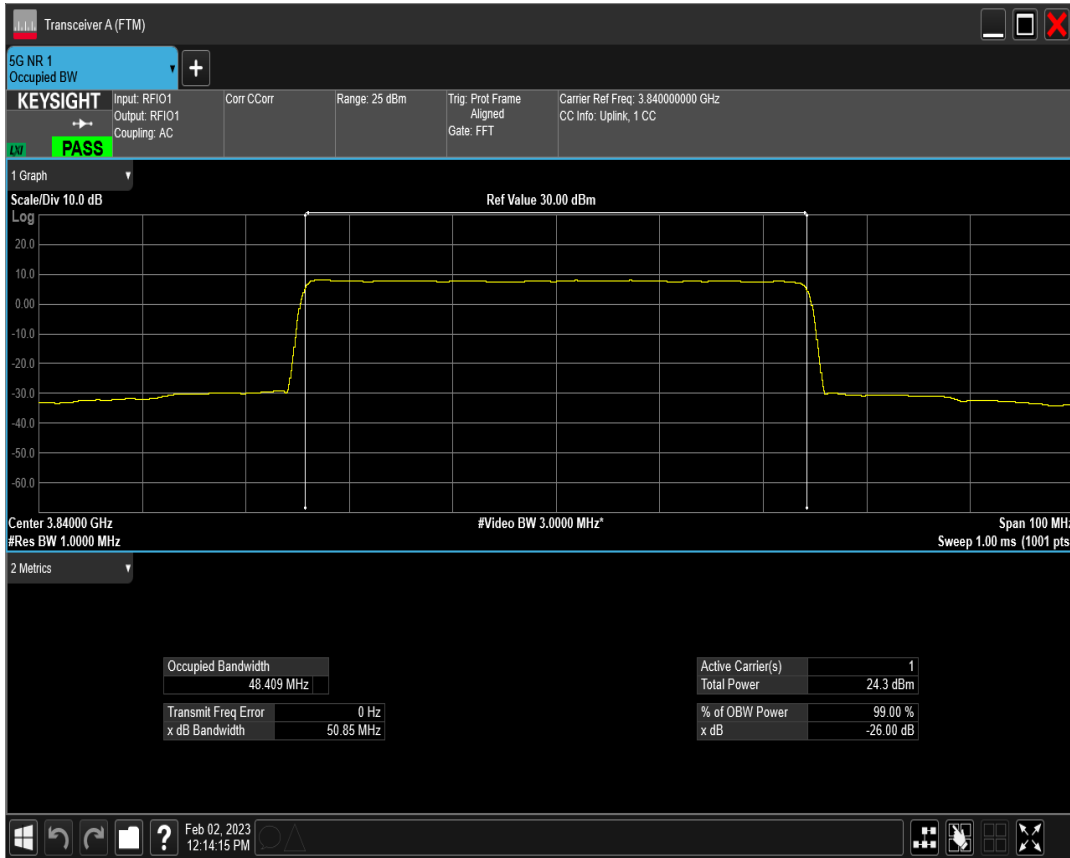 Transceiver A (FTM)
5G NR 1
Occupied BW
+
KEYSIGHT
LXI
PASS
Input: RFIO1
Output: RFIO1
Coupling: AC
Corr CCorr
Range: 25 dBm
Trig: Prot Frame
Aligned
Gate: FFT
Carrier Ref Freq: 3.840000000 GHz
CC Info: Uplink, 1 CC
1 Graph
Scale/Div 10.0 dB
Ref Value 30.00 dBm
Log
20.0
10.0
0.00
-10.0
-20.0
-30.0
-40.0
-50.0
-60.0
Center 3.84000 GHz
#Video BW 3.0000 MHz*
Span 100 MHz
#Res BW 1.0000 MHz
Sweep 1.00 ms (1001 pts
2 Metrics
Occupied Bandwidth
48.409 MHz
Transmit Freq Error 0 Hz
x dB Bandwidth 50.85 MHz
Active Carrier(s) 1
Total Power 24.3 dBm
% of OBW Power 99.00 %
x dB -26.00 dB
?
Feb 02, 2023
12:14:15 PM